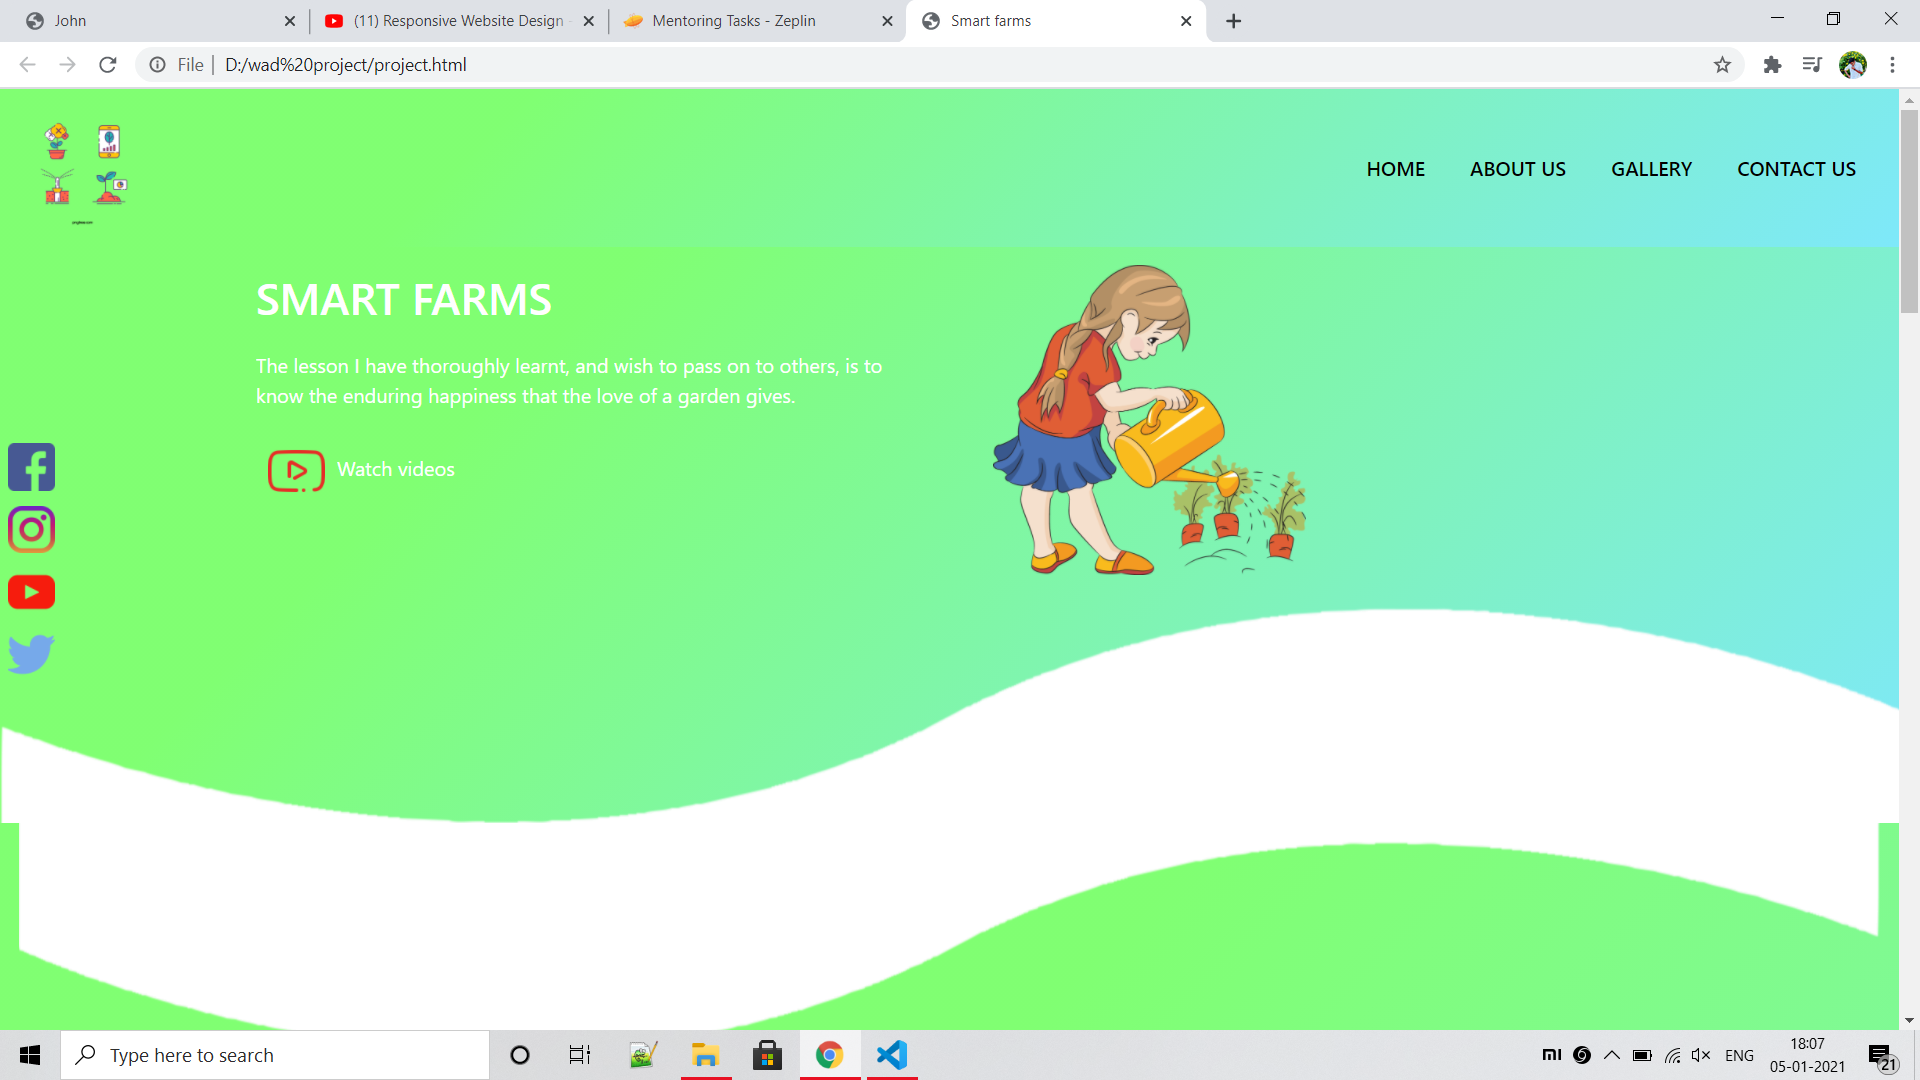 John
(11) Responsive Website Design
Mentoring Tasks - Zeplin
Smart farms
File
D:/wad%20project/project.html
HOME
ABOUT US
GALLERY
CONTACT US
SMART FARMS
The lesson I have thoroughly learnt, and wish to pass on to others, is to
know the enduring happiness that the love of a garden gives.
Watch videos
Type here to search
ENG
18:07
05-01-2021
21